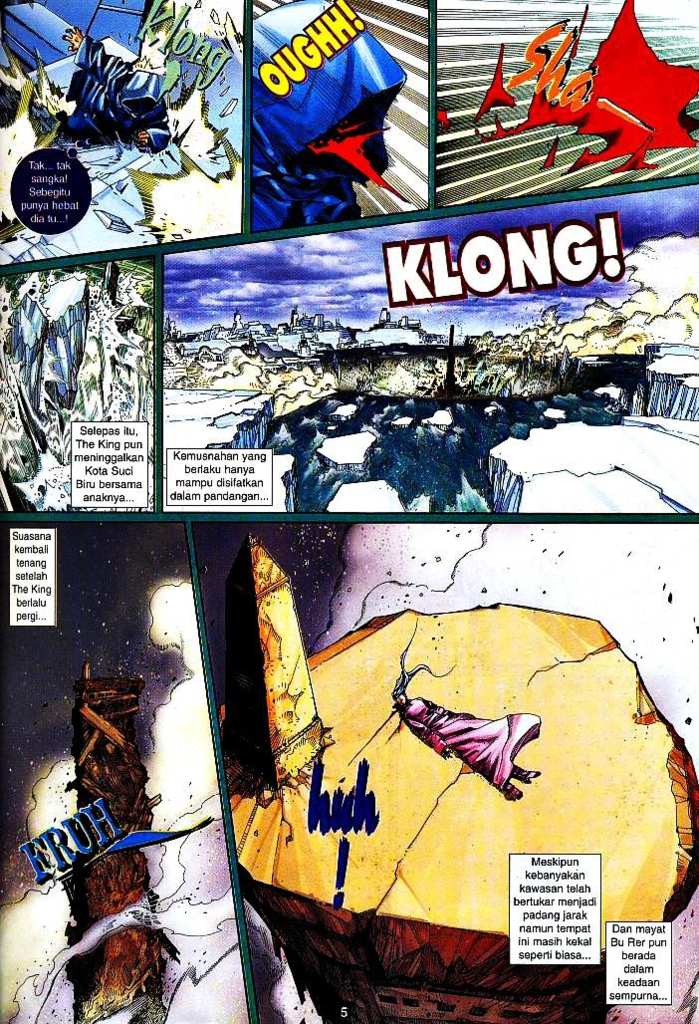 Klong
OUGHH!
Sha
Tak... tak
sangka!
Sebegitu
punya hebat
dia tu...!
KLONG!
Selepas itu,
The King pun
meninggalkan
Kota Suci
Biru bersama
anaknya...
Kemusnahan yang
berlaku hanya
mampu disifatkan
dalam pandangan...
Suasana
kembali
tenang
setelah
The King
berlalu
pergi...
FRUH
huh!
Meskipun
kebanyakan
kawasan telah
bertukar menjadi
padang jarak
namun tempat
ini masih kekal
seperti biasa...
Dan mayat
Bu Rer pun
berada
dalam
keadaan
sempurna...
5